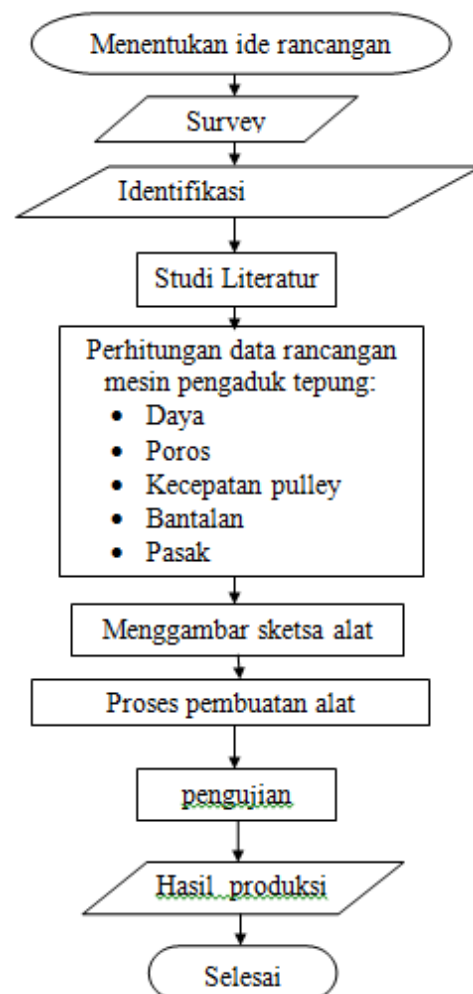 Menentukan ide rancangan
Survey
Identifikasi
Studi Literatur
Perhitungan data rancangan
mesin pengaduk tepung:
• Daya
• Poros
• Kecepatan pulley
• Bantalan
• Pasak
Menggambar sketsa alat
Proses pembuatan alat
pengujian
Hasil produksi
Selesai